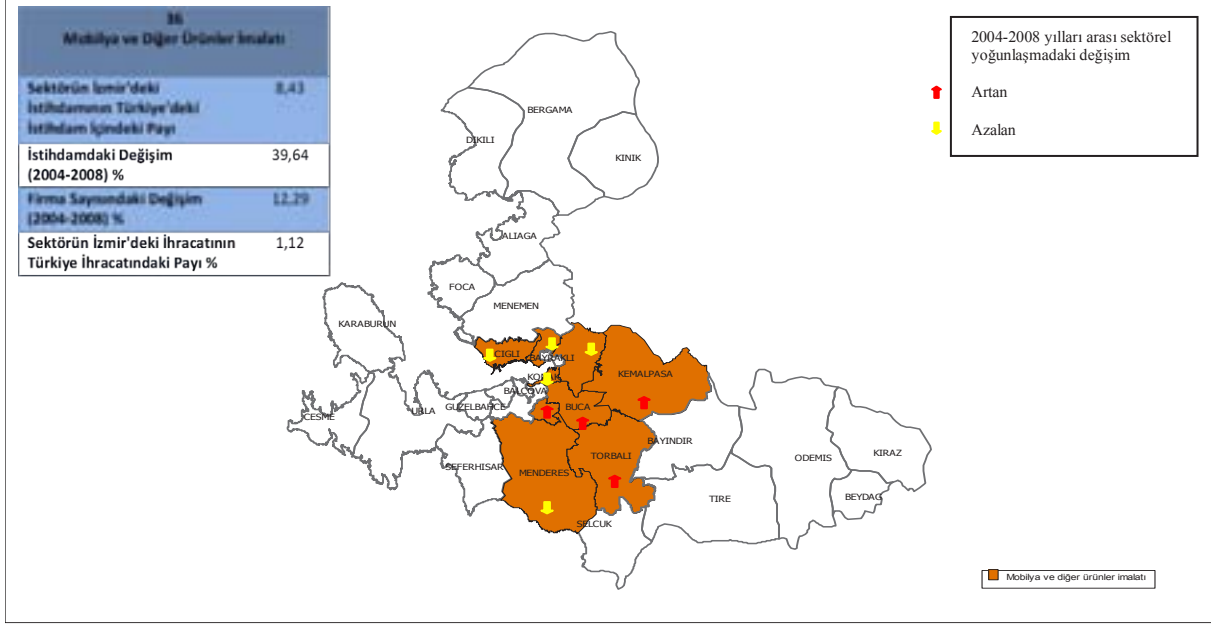 36
Mobilya ve Diğer Ürünler İmalatı
Sektörün İzmir'deki 8,43
İstihdamının Türkiye'deki
İstihdam İçindeki Payı
İstihdamdaki Değişim 39,64
(2004-2008) %
Firma Sayısındaki Değişim 12,29
(2004-2008) %
Sektörün İzmir'deki İhracatının 1,12
Türkiye İhracatındaki Payı %
2004-2008 yılları arası sektörel
yoğunlaşmadaki değişim
Artan
Azalan
BERGAMA
DIKILI
KINIK
ALIAGA
FOCA
MENEMEN
KARABURUN
CIGLI
BAYRAKLI
KEMALPASA
KONAK
BALCOVA
CESME
URLA
GUZELBAHCE
BUCA
BAYINDIR
TORBALI
ODEMIS
KIRAZ
SEFERHISAR
MENDERES
TIRE
BEYDAG
SELCUK
Mobilya ve diğer ürünler imalatı